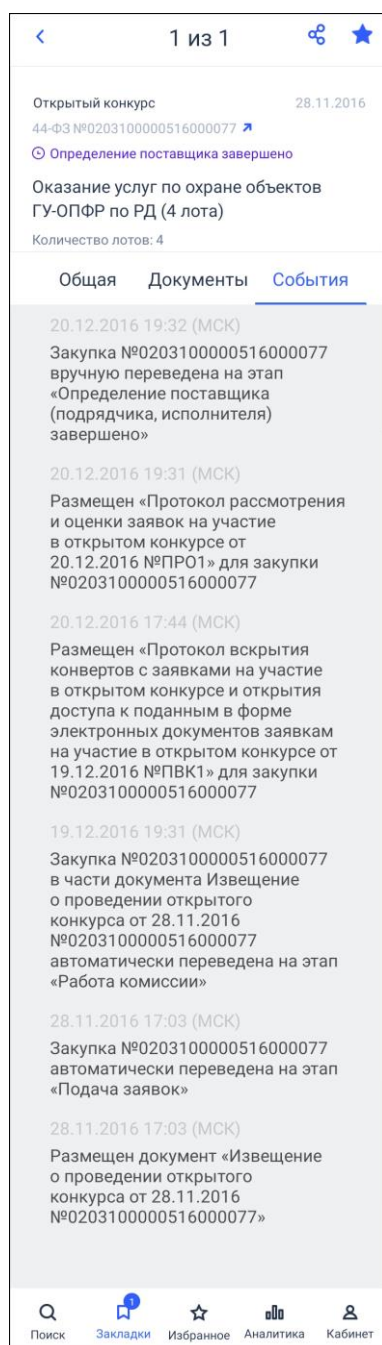 1 из 1
Открытый конкурс
28.11.2016
44-ФЗ №0203100000516000077
Определение поставщика завершено
Оказание услуг по охране объектов
ГУ-ОПФР по РД (4 лота)
Количество лотов: 4
Общая Документы События
20.12.2016 19:32 (МСК)
Закупка №0203100000516000077
вручную переведена на этап
«Определение поставщика
(подрядчика, исполнителя)
завершено»
20.12.2016 19:31 (МСК)
Размещен «Протокол рассмотрения
и оценки заявок на участие
в открытом конкурсе от
20.12.2016 №ПРО1» для закупки
№0203100000516000077
20.12.2016 17:44 (МСК)
Размещен «Протокол вскрытия
конвертов с заявками на участие
в открытом конкурсе и открытия
доступа к поданным в форме
электронных документов заявкам
на участие в открытом конкурсе от
19.12.2016 №ПВК1» для закупки
№0203100000516000077
19.12.2016 19:31 (МСК)
Закупка №0203100000516000077
в части документа Извещение
о проведении открытого
конкурса от 28.11.2016
№0203100000516000077
автоматически переведена на этап
«Работа комиссии»
28.11.2016 17:03 (МСК)
Закупка №0203100000516000077
автоматически переведена на этап
«Подача заявок»
28.11.2016 17:03 (МСК)
Размещен документ «Извещение
о проведении открытого
конкурса от 28.11.2016
№0203100000516000077»
1
Поиск Закладки Избранное Аналитика Кабинет